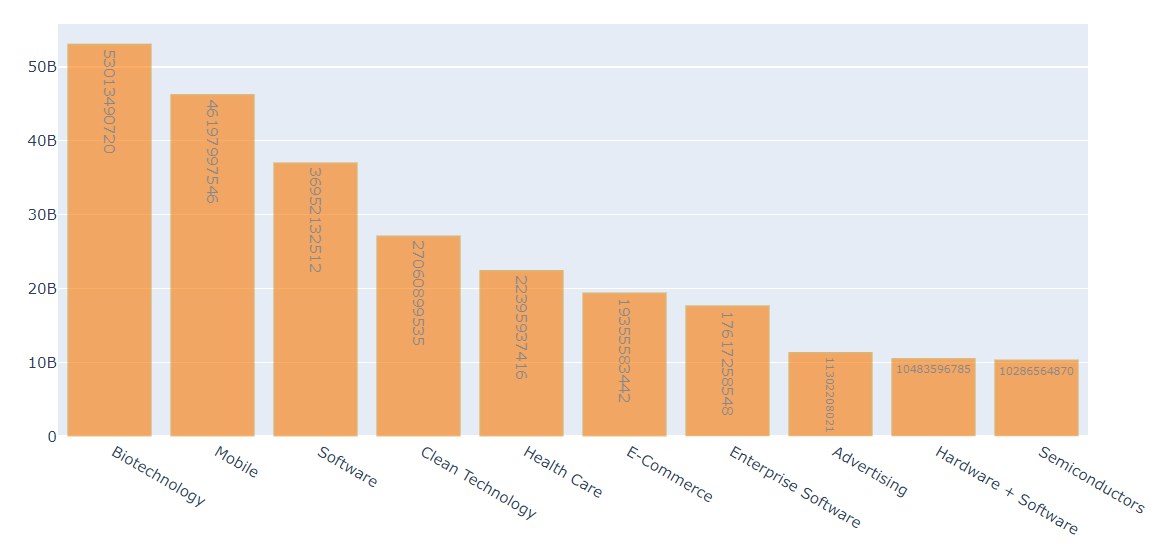 50B
40B
30B
20B
10B
0
53013490720
46197997546
36952132512
27060899535
22395937416
19355583442
17617258548
11302208021
10483596785
10286564870
Biotechnology
Mobile
Software
Clean Technology
Health Care
E-Commerce
Enterprise Software
Advertising
Hardware + Software
Semiconductors